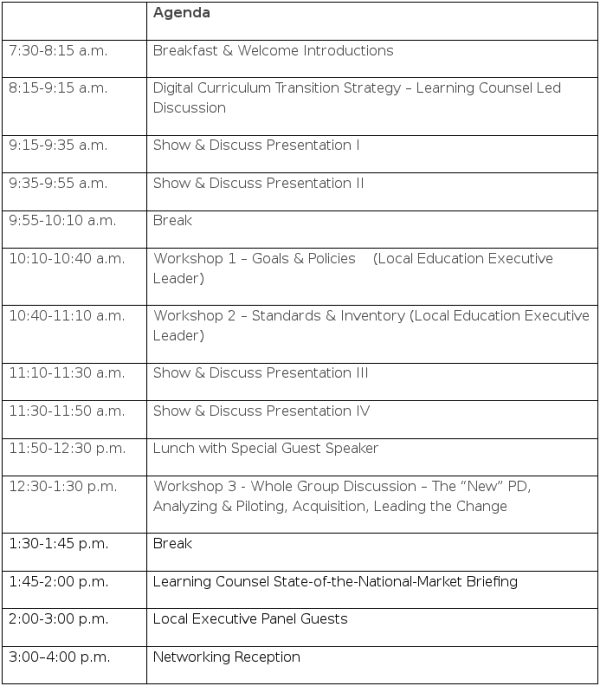 Agenda
7:30-8:15 a.m. Breakfast & Welcome Introductions
8:15-9:15 a.m. Digital Curriculum Transition Strategy – Learning Counsel Led
Discussion
9:15-9:35 a.m. Show & Discuss Presentation I
9:35-9:55 a.m. Show & Discuss Presentation II
9:55-10:10 a.m. Break
10:10-10:40 a.m. Workshop 1 – Goals & Policies (Local Education Executive
Leader)
10:40-11:10 a.m. Workshop 2 – Standards & Inventory (Local Education Executive
Leader)
11:10-11:30 a.m. Show & Discuss Presentation III
11:30-11:50 a.m. Show & Discuss Presentation IV
11:50-12:30 p.m. Lunch with Special Guest Speaker
12:30-1:30 p.m. Workshop 3 - Whole Group Discussion – The “New” PD,
Analyzing & Piloting, Acquisition, Leading the Change
1:30-1:45 p.m. Break
1:45-2:00 p.m. Learning Counsel State-of-the-National-Market Briefing
2:00-3:00 p.m. Local Executive Panel Guests
3:00–4:00 p.m. Networking Reception